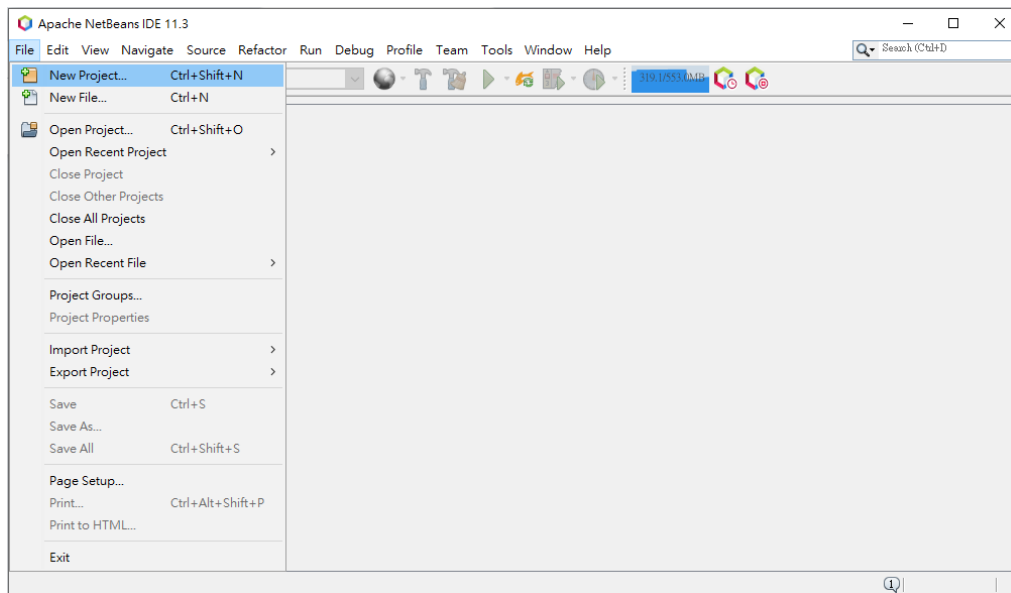 Apache NetBeans IDE 11.3
File Edit View Navigate Source Refactor Run Debug Profile Team Tools Window Help
Search (Ctrl+I)
New Project... Ctrl+Shift+N
319.1/553.0MB
New File... Ctrl+N
Open Project... Ctrl+Shift+O
Open Recent Project
Close Project
Close Other Projects
Close All Projects
Open File...
Open Recent File
Project Groups...
Project Properties
Import Project
Export Project
Save Ctrl+S
Save As...
Save All Ctrl+Shift+S
Page Setup...
Print... Ctrl+Alt+Shift+P
Print to HTML...
Exit
1